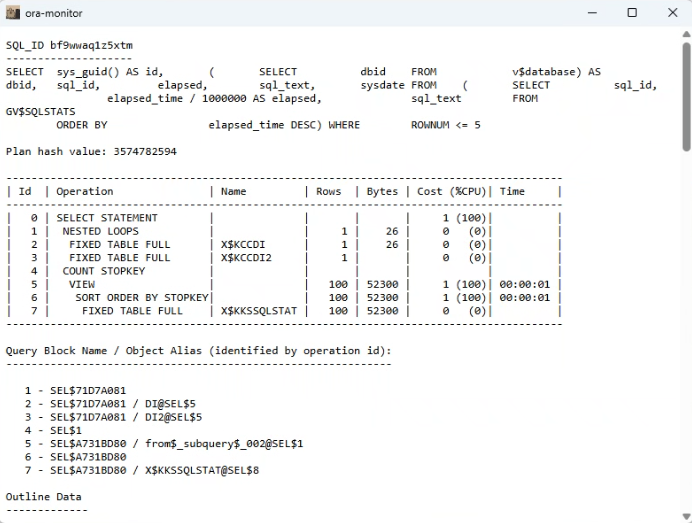 ora-monitor
SQL_ID bf9wwaq1z5xtm
--------------------
SELECT  sys_guid() AS id,       (       SELECT          dbid    FROM            v$database) AS
dbid,   sql_id,         elapsed,        sql_text,       sysdate FROM    (       SELECT          sql_id,
                elapsed_time / 1000000 AS elapsed,              sql_text        FROM
GV$SQLSTATS
        ORDER BY                elapsed_time DESC) WHERE        ROWNUM <= 5
Plan hash value: 3574782594
----------------------------------------------------------------------------------------
| Id  | Operation               | Name         | Rows  | Bytes | Cost (%CPU)| Time     |
----------------------------------------------------------------------------------------
|   0 | SELECT STATEMENT        |              |       |       |     1 (100)|          |
|   1 |  NESTED LOOPS           |              |     1 |    26 |     0   (0)|          |
|   2 |   FIXED TABLE FULL      | X$KCCDI      |     1 |    26 |     0   (0)|          |
|   3 |   FIXED TABLE FULL      | X$KCCDI2     |     1 |       |     0   (0)|          |
|   4 |  COUNT STOPKEY          |              |       |       |            |          |
|   5 |   VIEW                  |              |   100 | 52300 |     1 (100)| 00:00:01 |
|   6 |    SORT ORDER BY STOPKEY|              |   100 | 52300 |     1 (100)| 00:00:01 |
|   7 |     FIXED TABLE FULL    | X$KKSSQLSTAT |   100 | 52300 |     0   (0)|          |
----------------------------------------------------------------------------------------
Query Block Name / Object Alias (identified by operation id):
-------------------------------------------------------------
   1 - SEL$71D7A081
   2 - SEL$71D7A081 / DI@SEL$5
   3 - SEL$71D7A081 / DI2@SEL$5
   4 - SEL$1
   5 - SEL$A731BD80 / from$_subquery$_002@SEL$1
   6 - SEL$A731BD80
   7 - SEL$A731BD80 / X$KKSSQLSTAT@SEL$8
Outline Data
-------------